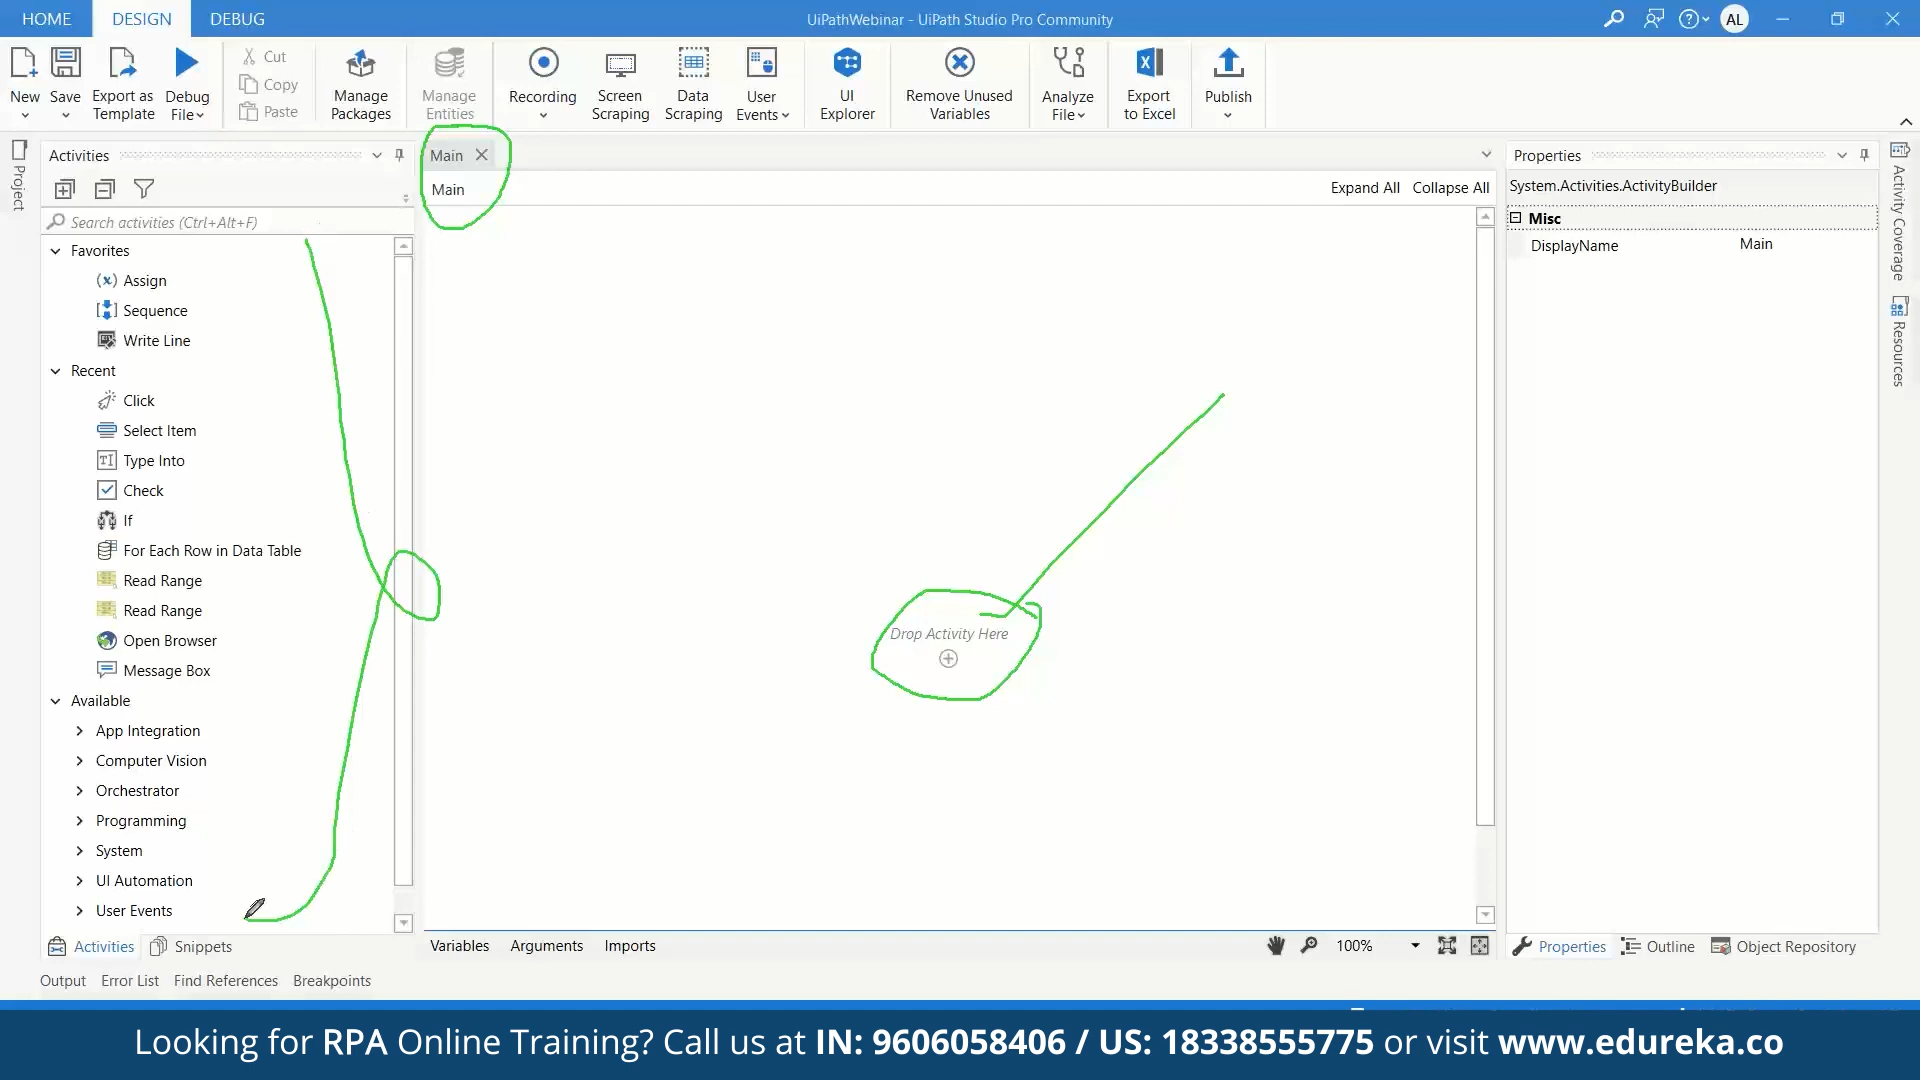 HOME DESIGN DEBUG
UiPathWebinar - UiPath Studio Pro Community
AL
New
Save
Export as Template
Debug File
Cut
Copy
Paste
Manage Packages
Manage Entities
Recording
Screen Scraping
Data Scraping
User Events
UI Explorer
Remove Unused Variables
Analyze File
Export to Excel
Publish
Project
Activities
Search activities (Ctrl+Alt+F)
Favorites
Assign
Sequence
Write Line
Recent
Click
Select Item
Type Into
Check
If
For Each Row in Data Table
Read Range
Read Range
Open Browser
Message Box
Available
App Integration
Computer Vision
Orchestrator
Programming
System
UI Automation
User Events
Activities Snippets
Main
Main
Expand All Collapse All
Drop Activity Here
Variables Arguments Imports
100%
Properties
System.Activities.ActivityBuilder
Misc
DisplayName Main
Properties Outline Object Repository
Activity Coverage
Resources
Output Error List Find References Breakpoints
Looking for RPA Online Training? Call us at IN: 9606058406 / US: 18338555775 or visit www.edureka.co